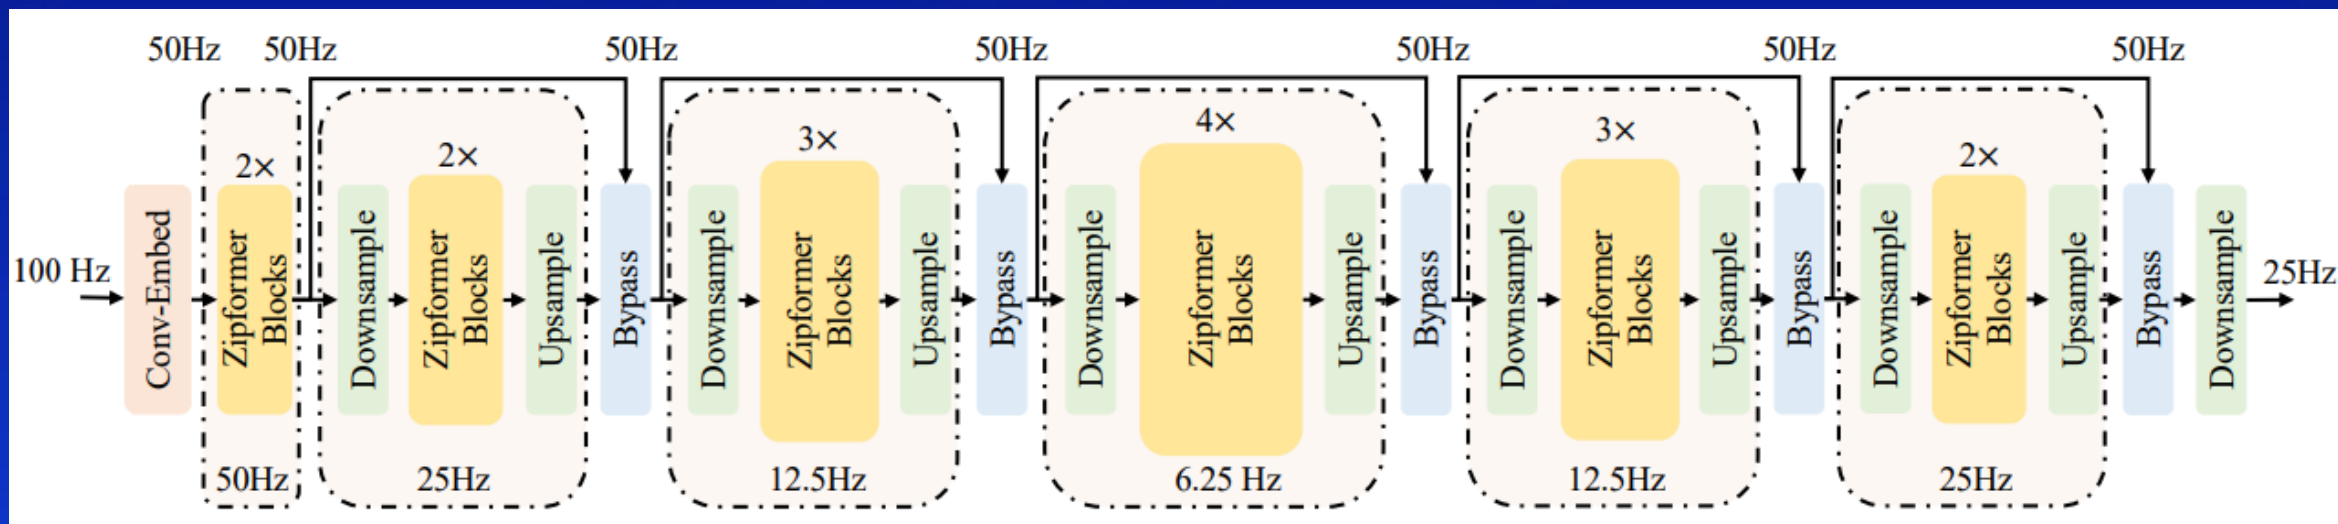 50Hz 50Hz 50Hz 50Hz 50Hz 50Hz 50Hz
100 Hz
Conv-Embed
2×
Zipformer
Blocks
50Hz
Downsample
2×
Zipformer
Blocks
Upsample
25Hz
Bypass
Downsample
3×
Zipformer
Blocks
Upsample
12.5Hz
Bypass
Downsample
4×
Zipformer
Blocks
Upsample
6.25 Hz
Bypass
Downsample
3×
Zipformer
Blocks
Upsample
12.5Hz
Bypass
Downsample
2×
Zipformer
Blocks
Upsample
25Hz
Bypass
Downsample
25Hz